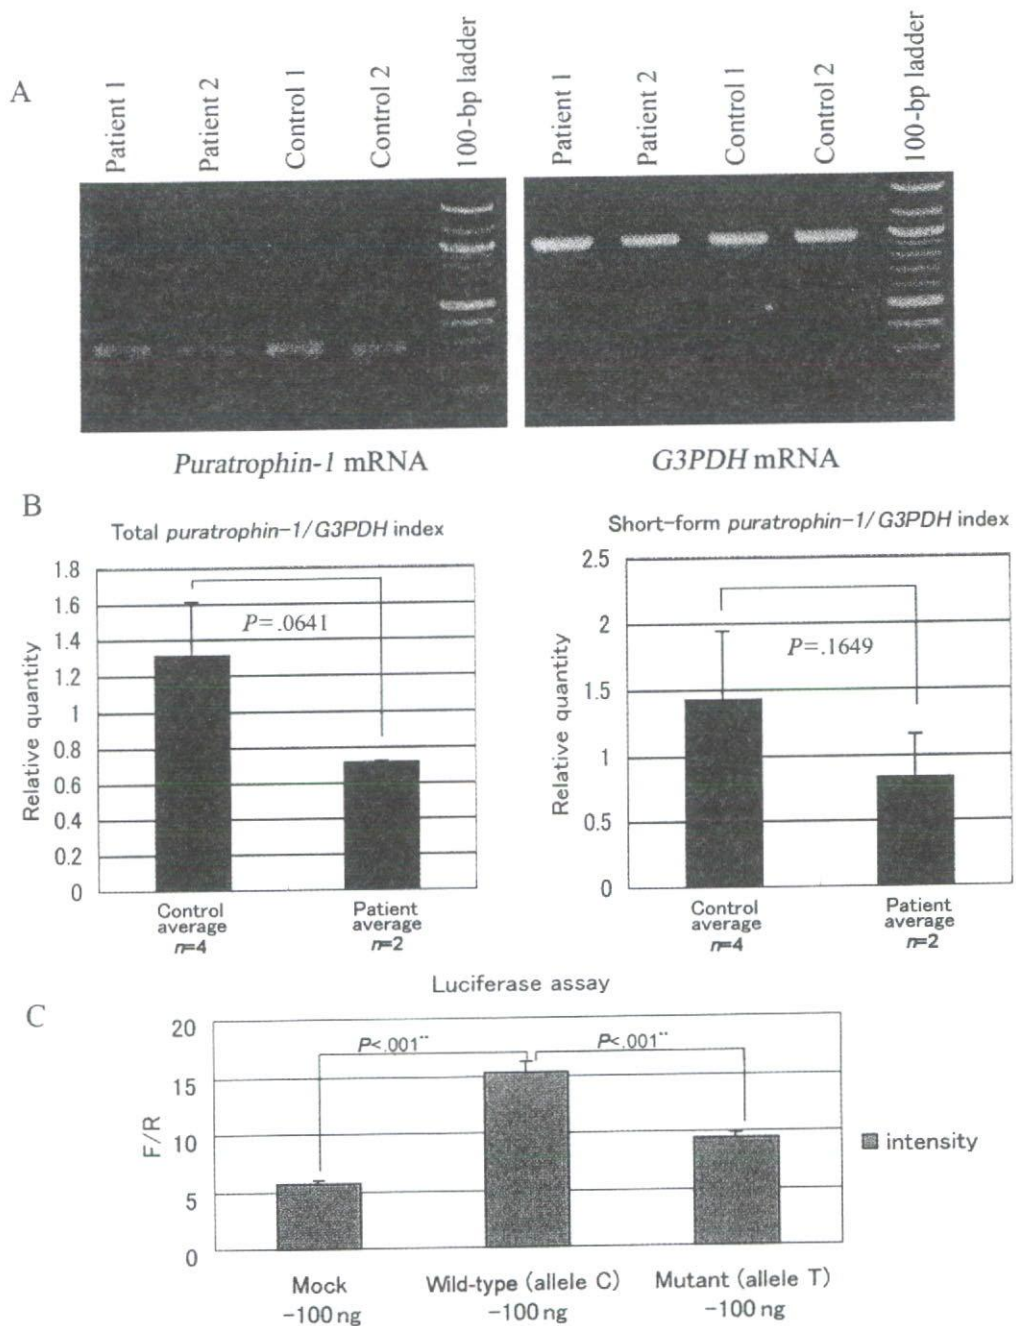 A
Patient 1
Patient 2
Control 1
Control 2
100-bp ladder
Patient 1
Patient 2
Control 1
Control 2
100-bp ladder
Puratrophin-1 mRNA
G3PDH mRNA
B
Total puratrophin-1/G3PDH index
Relative quantity
1.8
1.6
1.4
1.2
1
0.8
0.6
0.4
0.2
0
P=.0641
Control
average
n=4
Patient
average
n=2
Short-form puratrophin-1/G3PDH index
Relative quantity
2.5
2
1.5
1
0.5
0
P=.1649
Control
average
n=4
Patient
average
n=2
C
Luciferase assay
F/R
20
15
10
5
0
P<.001**
P<.001**
intensity
Mock
-100 ng
Wild-type (allele C)
-100 ng
Mutant (allele T)
-100 ng